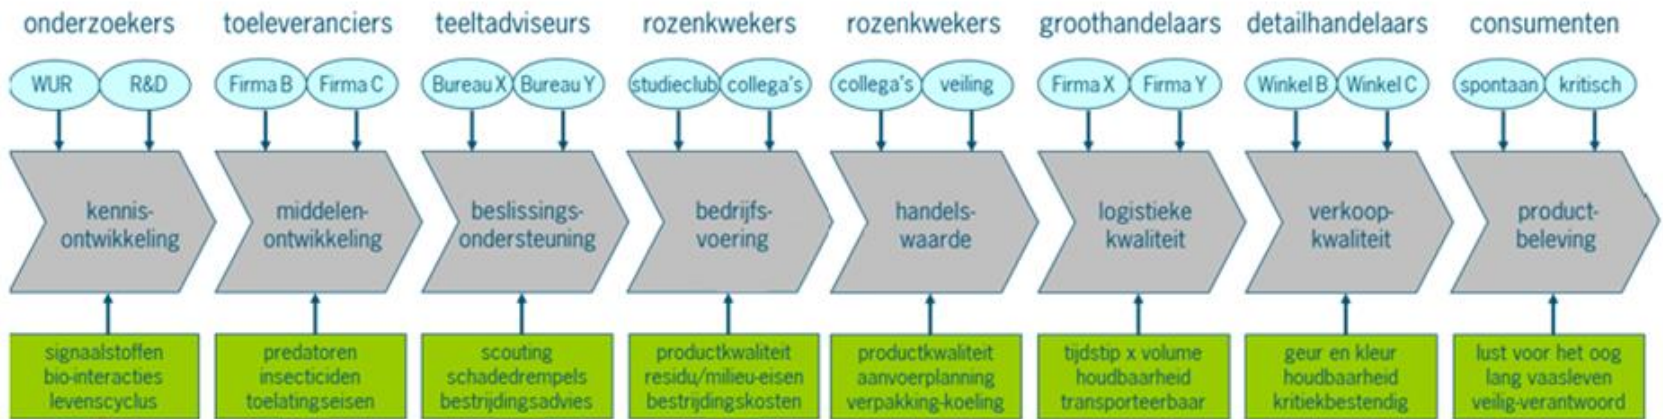 onderzoekers toeleveranciers teeltadviseurs rozenkwekers rozenkwekers groothandelaars detailhandelaars consumenten
WUR R&D Firma B Firma C Bureau X Bureau Y studieclub collega's collega's veiling Firma X Firma Y Winkel B Winkel C spontaan kritisch
kennis- middelen- beslissings- bedrijfs- handels- logistieke verkoop- product-
ontwikkeling ontwikkeling ondersteuning voering waarde kwaliteit kwaliteit beleving
signaalstoffen predatoren scouting productkwaliteit productkwaliteit tijdstip x volume geur en kleur lust voor het oog
bio-interacties insecticiden schadedrempels residu/milieu-eisen aanvoerplanning houdbaarheid houdbaarheid lang vaasleven
levenscyclus toelatingseisen bestrijdingsadvies bestrijdingskosten verpakking-koeling transporteerbaar kritiekbestendig veilig-verantwoord